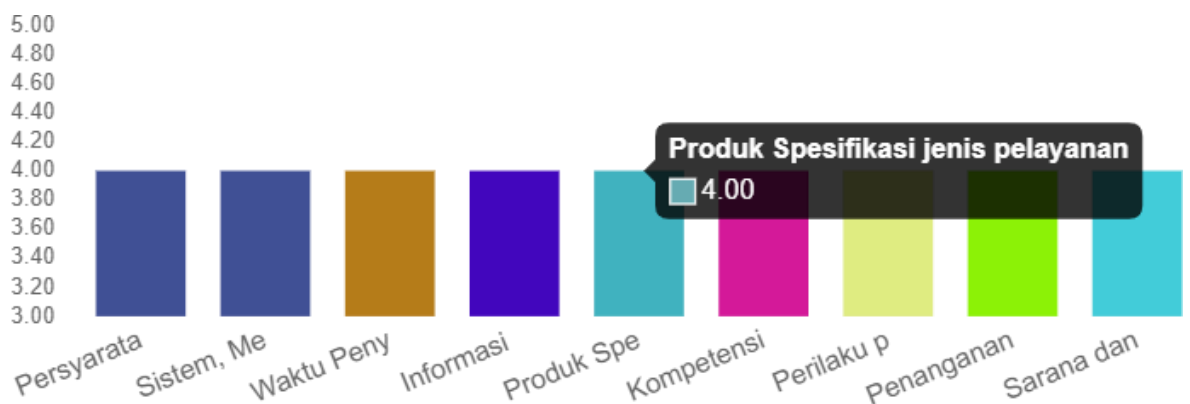 5.00
4.80
4.60
4.40
4.20
4.00
3.80
3.60
3.40
3.20
3.00
Produk Spesifikasi jenis pelayanan
4.00
Persyarata
Sistem, Me
Waktu Peny
Informasi
Produk Spe
Kompetensi
Perilaku p
Penanganan
Sarana dan